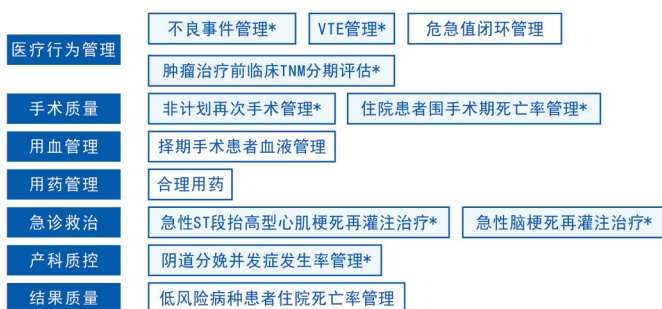 医疗行为管理 不良事件管理* VTE管理* 危急值闭环管理
肿瘤治疗前临床TNM分期评估*
手术质量 非计划再次手术管理* 住院患者围手术期死亡率管理*
用血管理 择期手术患者血液管理
用药管理 合理用药
急诊救治 急性ST段抬高型心肌梗死再灌注治疗* 急性脑梗死再灌注治疗*
产科质控 阴道分娩并发症发生率管理*
结果质量 低风险病种患者住院死亡率管理